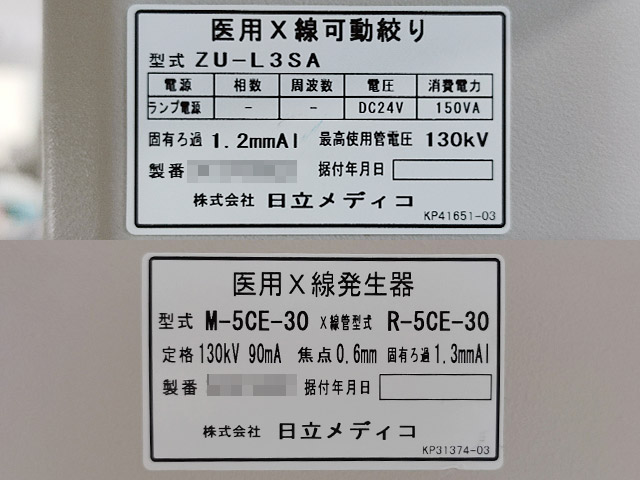 医用X線可動絞り
型式 ZU-L3SA
電源 相数 周波数 電圧 消費電力
ランプ電源 - - DC24V 150VA
固有ろ過 1.2mmAl 最高使用管電圧 130kV
製番 据付年月日
株式会社 日立メディコ
KP41651-03
医用X線発生器
型式 M-5CE-30 X線管型式 R-5CE-30
定格 130kV 90mA 焦点 0.6mm 固有ろ過 1.3mmAl
製番 据付年月日
株式会社 日立メディコ
KP31374-03